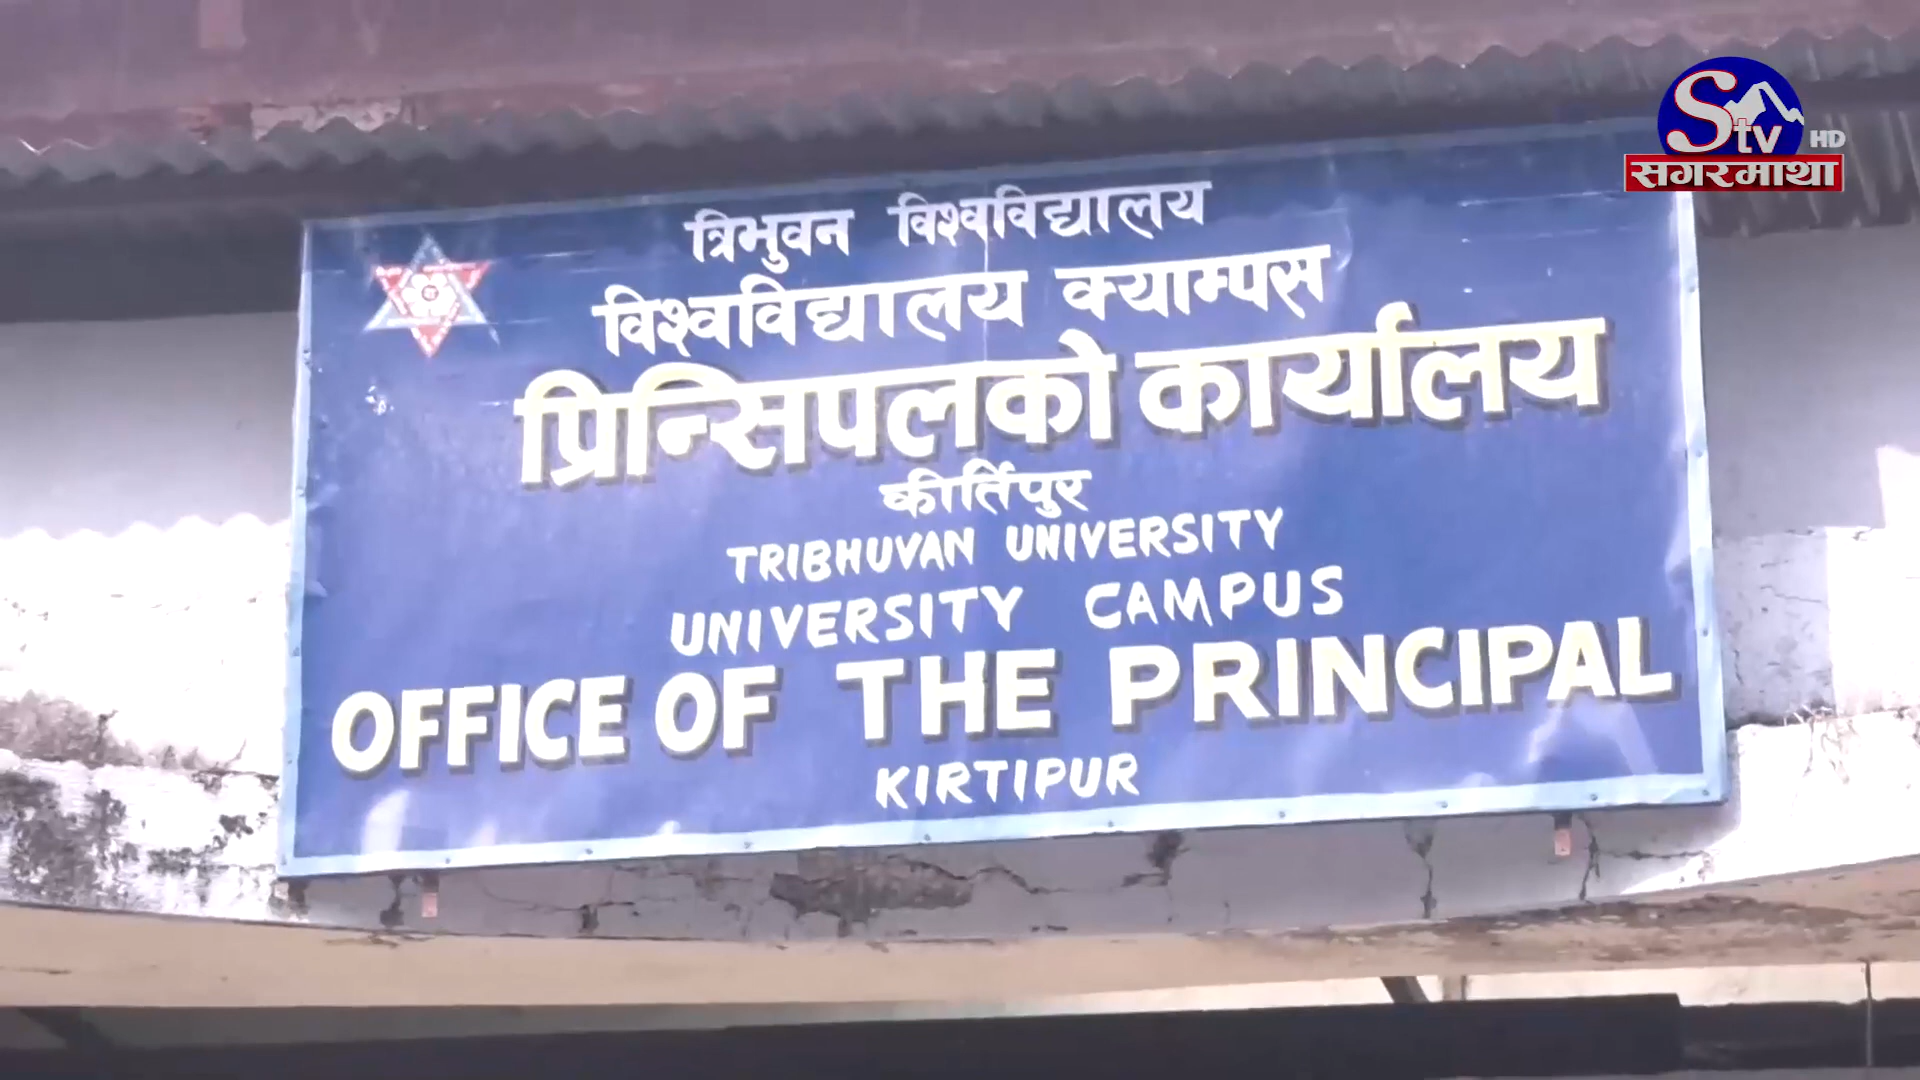 STV HD
सगरमाथा
त्रिभुवन विश्वविद्यालय
विश्वविद्यालय क्याम्पस
प्रिन्सिपलको कार्यालय
कीर्तिपुर
TRIBHUVAN UNIVERSITY
UNIVERSITY CAMPUS
OFFICE OF THE PRINCIPAL
KIRTIPUR